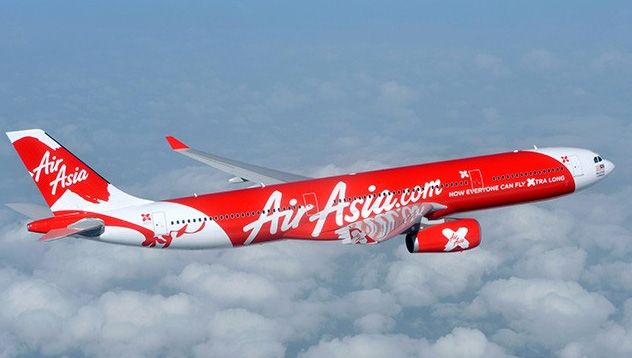 Air
Asia
AirAsia.com
NOW EVERYONE CAN FLY XTRA LONG